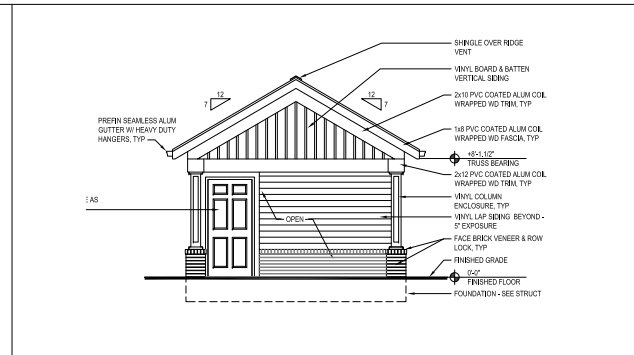 SHINGLE OVER RIDGE
VENT
VINYL BOARD & BATTEN
VERTICAL SIDING
12
7
12
7
2x10 PVC COATED ALUM COIL
WRAPPED WD TRIM, TYP
PREFIN SEAMLESS ALUM
GUTTER W/ HEAVY DUTY
HANGERS, TYP
1x8 PVC COATED ALUM COIL
WRAPPED WD FASCIA, TYP
+8'-1.1/2"
TRUSS BEARING
2x12 PVC COATED ALUM COIL
WRAPPED WD TRIM, TYP
VINYL COLUMN
ENCLOSURE, TYP
E AS
OPEN
VINYL LAP SIDING BEYOND -
5" EXPOSURE
FACE BRICK VENEER & ROW
LOCK, TYP
FINISHED GRADE
0'-0"
FINISHED FLOOR
FOUNDATION - SEE STRUCT